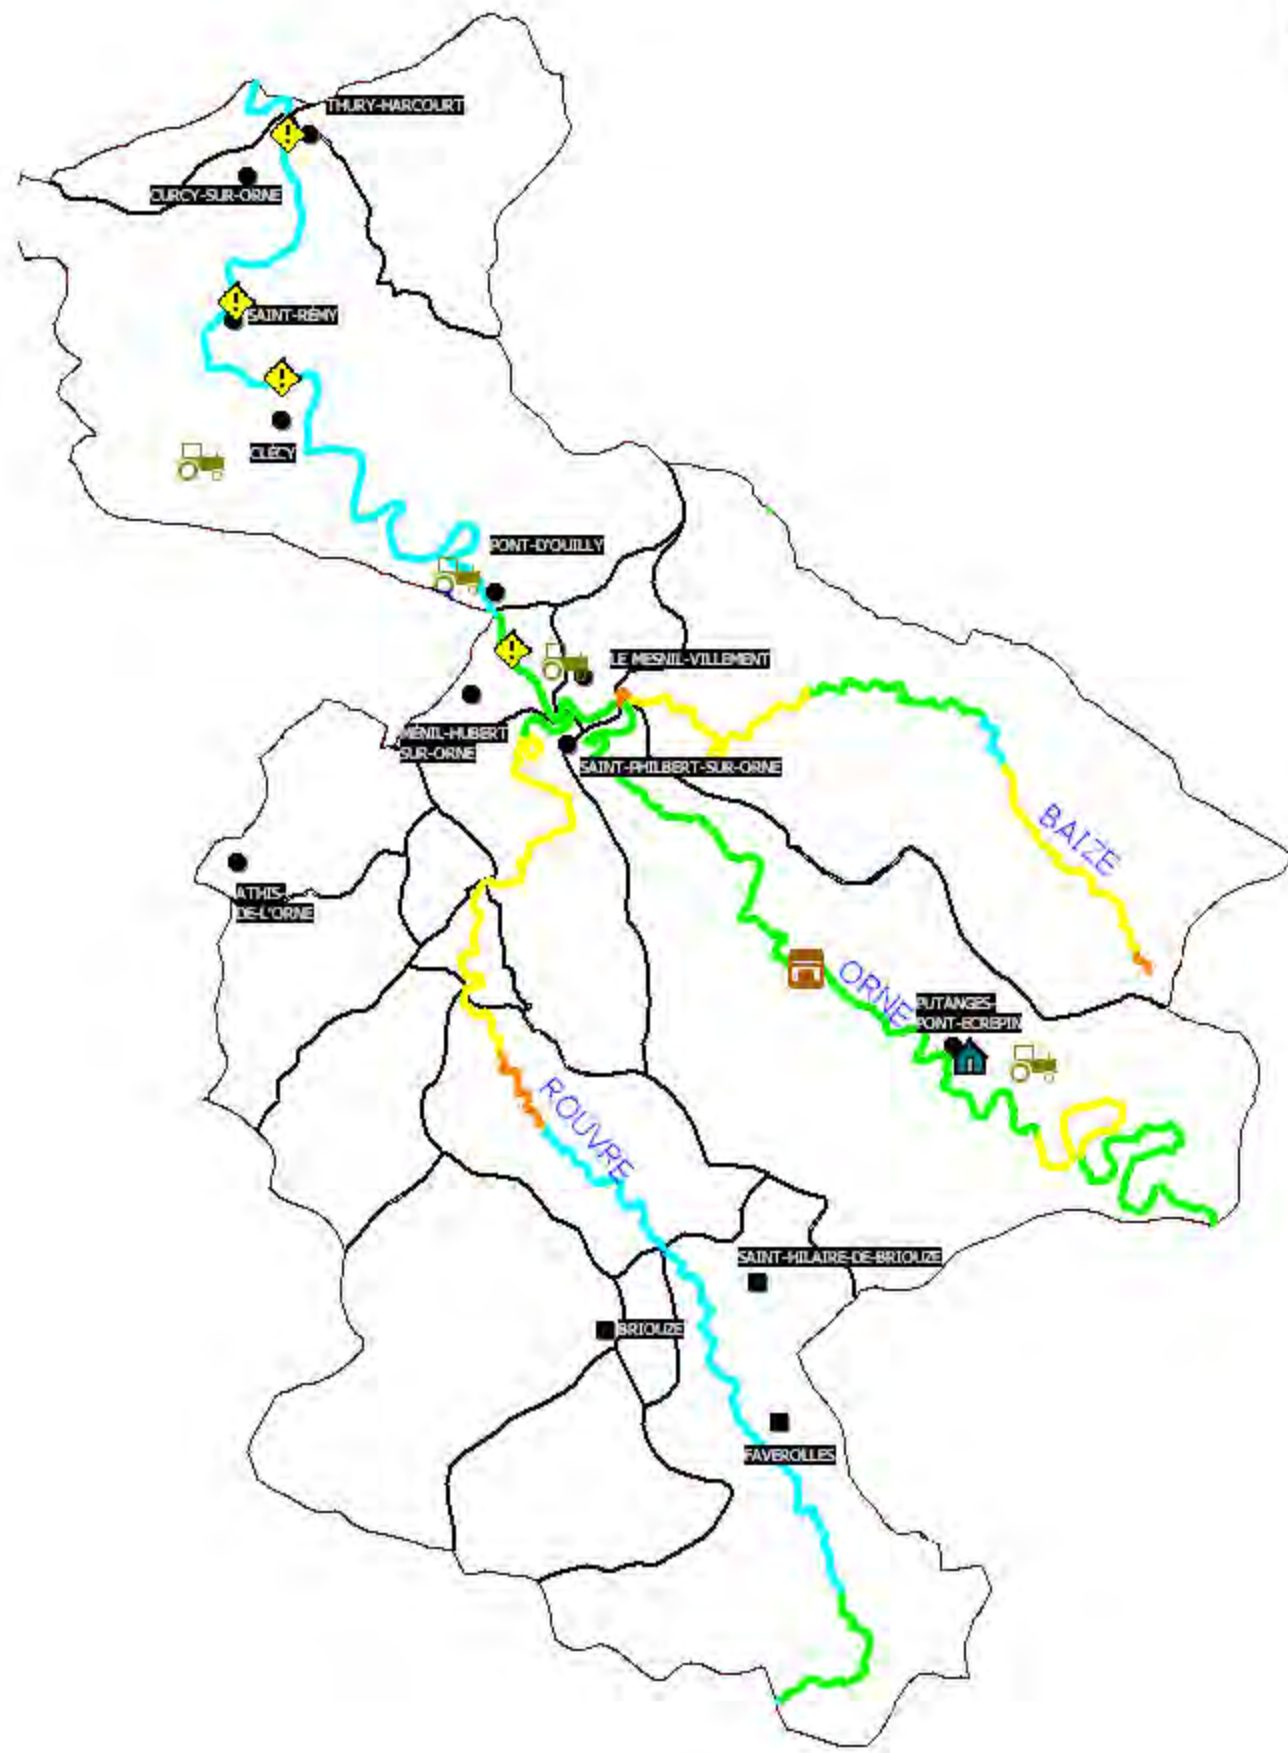 THURY-HARCOURT
CURCY-SUR-ORNE
SAINT-RÉMY
CLÉCY
PONT-D'OUILLY
LE MESNIL-VILLEMENT
MÉNIL-HUBERT
SUR-ORNE
SAINT-PHILBERT-SUR-ORNE
BAIZE
ATHIS-
DE-L'ORNE
ORNE
PUTANGES-
PONT-ECREPIN
ROUVRE
SAINT-HILAIRE-DE-BRIOUZE
BRIOUZE
FAVEROLLES